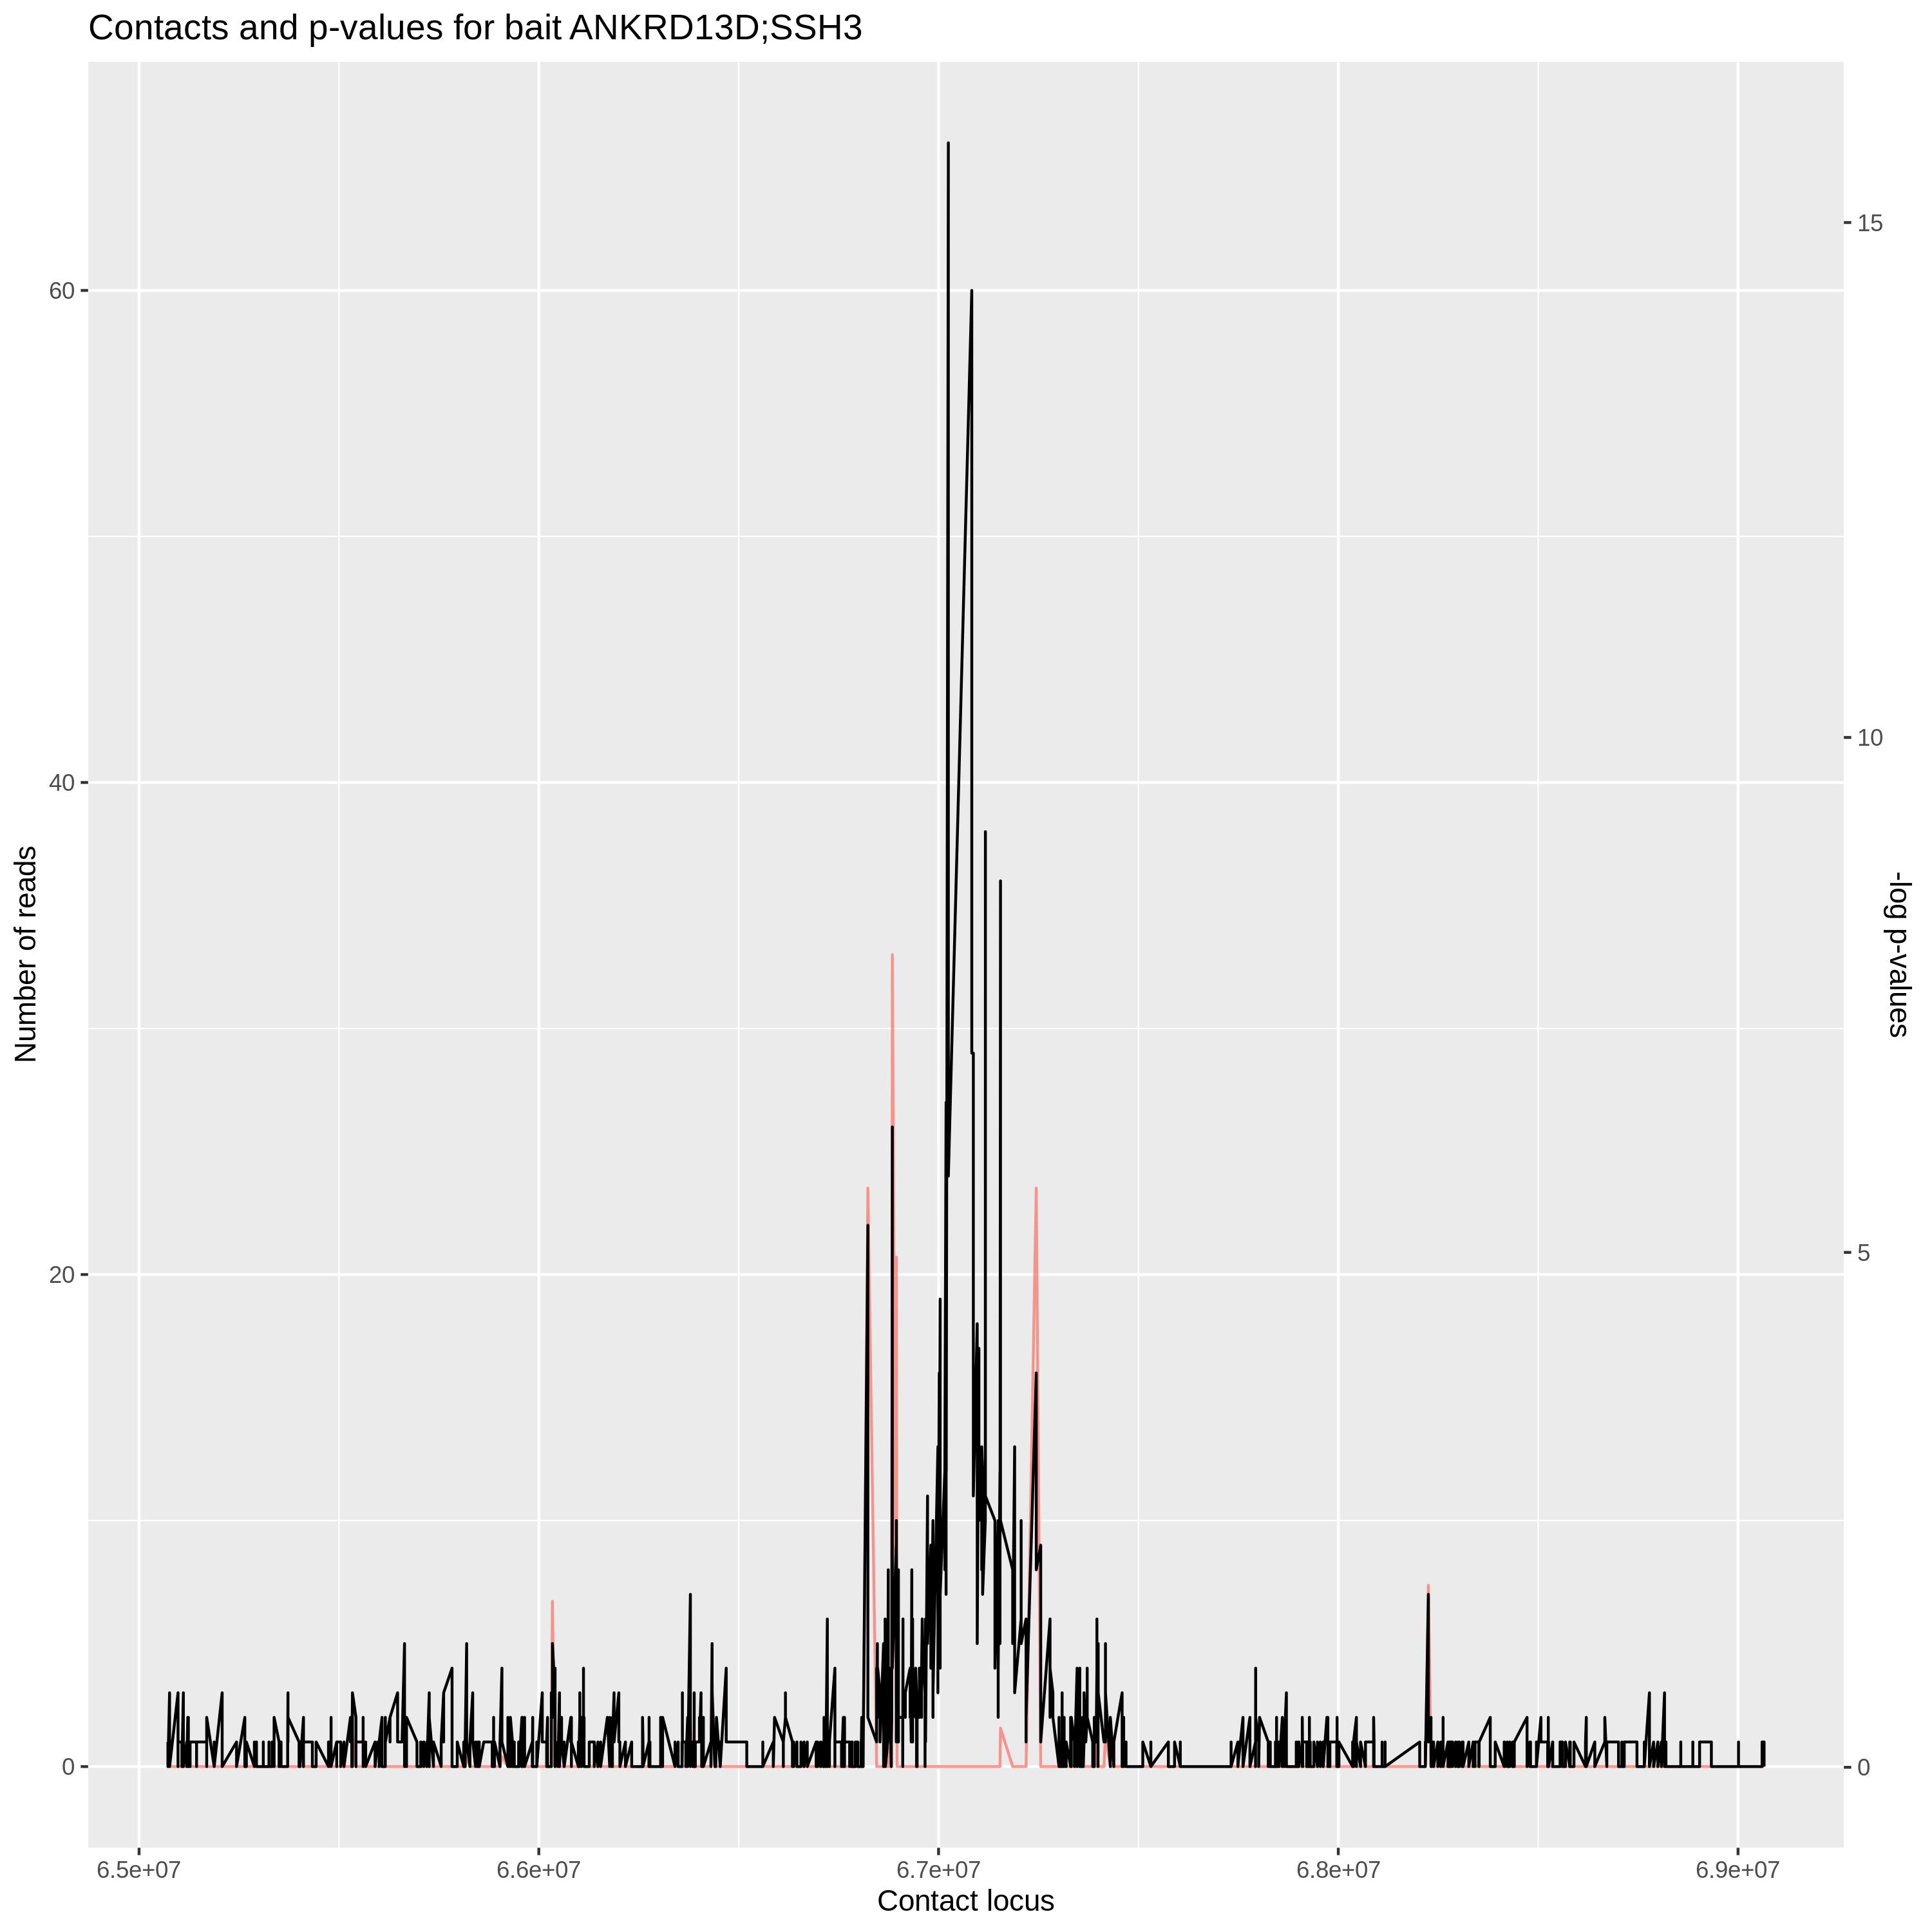 Contacts and p-values for bait ANKRD13D;SSH3
60
40
20
0
Number of reads
15
10
5
0
-log p-values
6.5e+07
6.6e+07
6.7e+07
6.8e+07
6.9e+07
Contact locus